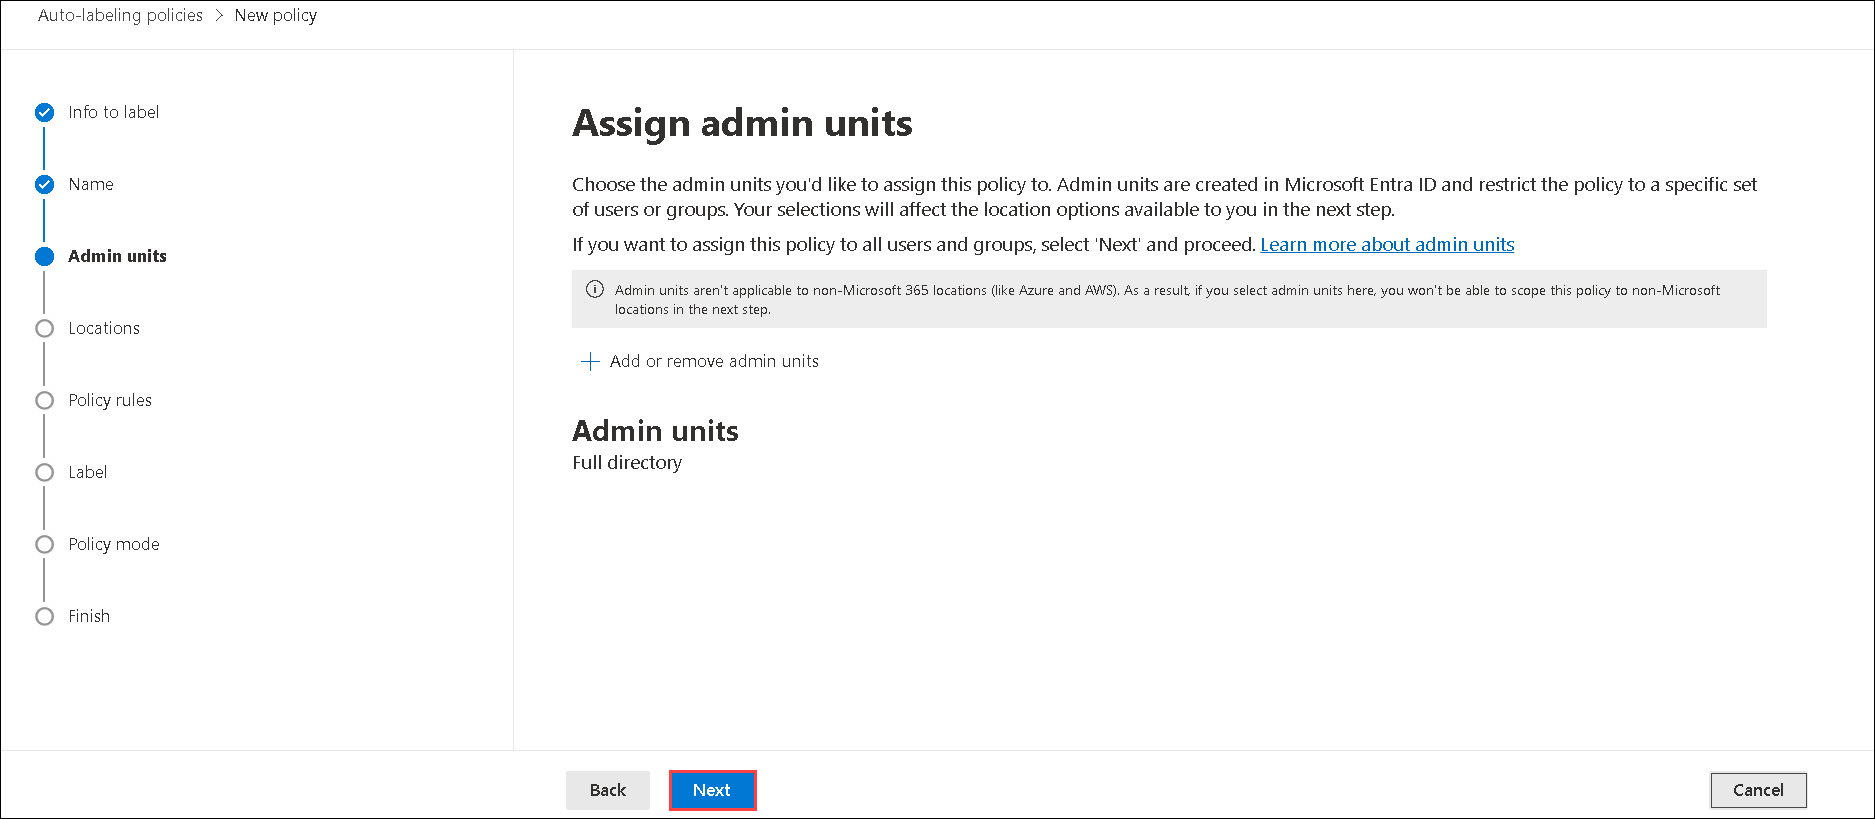 Auto-labeling policies > New policy
Info to label
Name
Admin units
Locations
Policy rules
Label
Policy mode
Finish
Assign admin units
Choose the admin units you'd like to assign this policy to. Admin units are created in Microsoft Entra ID and restrict the policy to a specific set
of users or groups. Your selections will affect the location options available to you in the next step.
If you want to assign this policy to all users and groups, select 'Next' and proceed. Learn more about admin units
Admin units aren't applicable to non-Microsoft 365 locations (like Azure and AWS). As a result, if you select admin units here, you won't be able to scope this policy to non-Microsoft
locations in the next step.
Add or remove admin units
Admin units
Full directory
Back
Next
Cancel